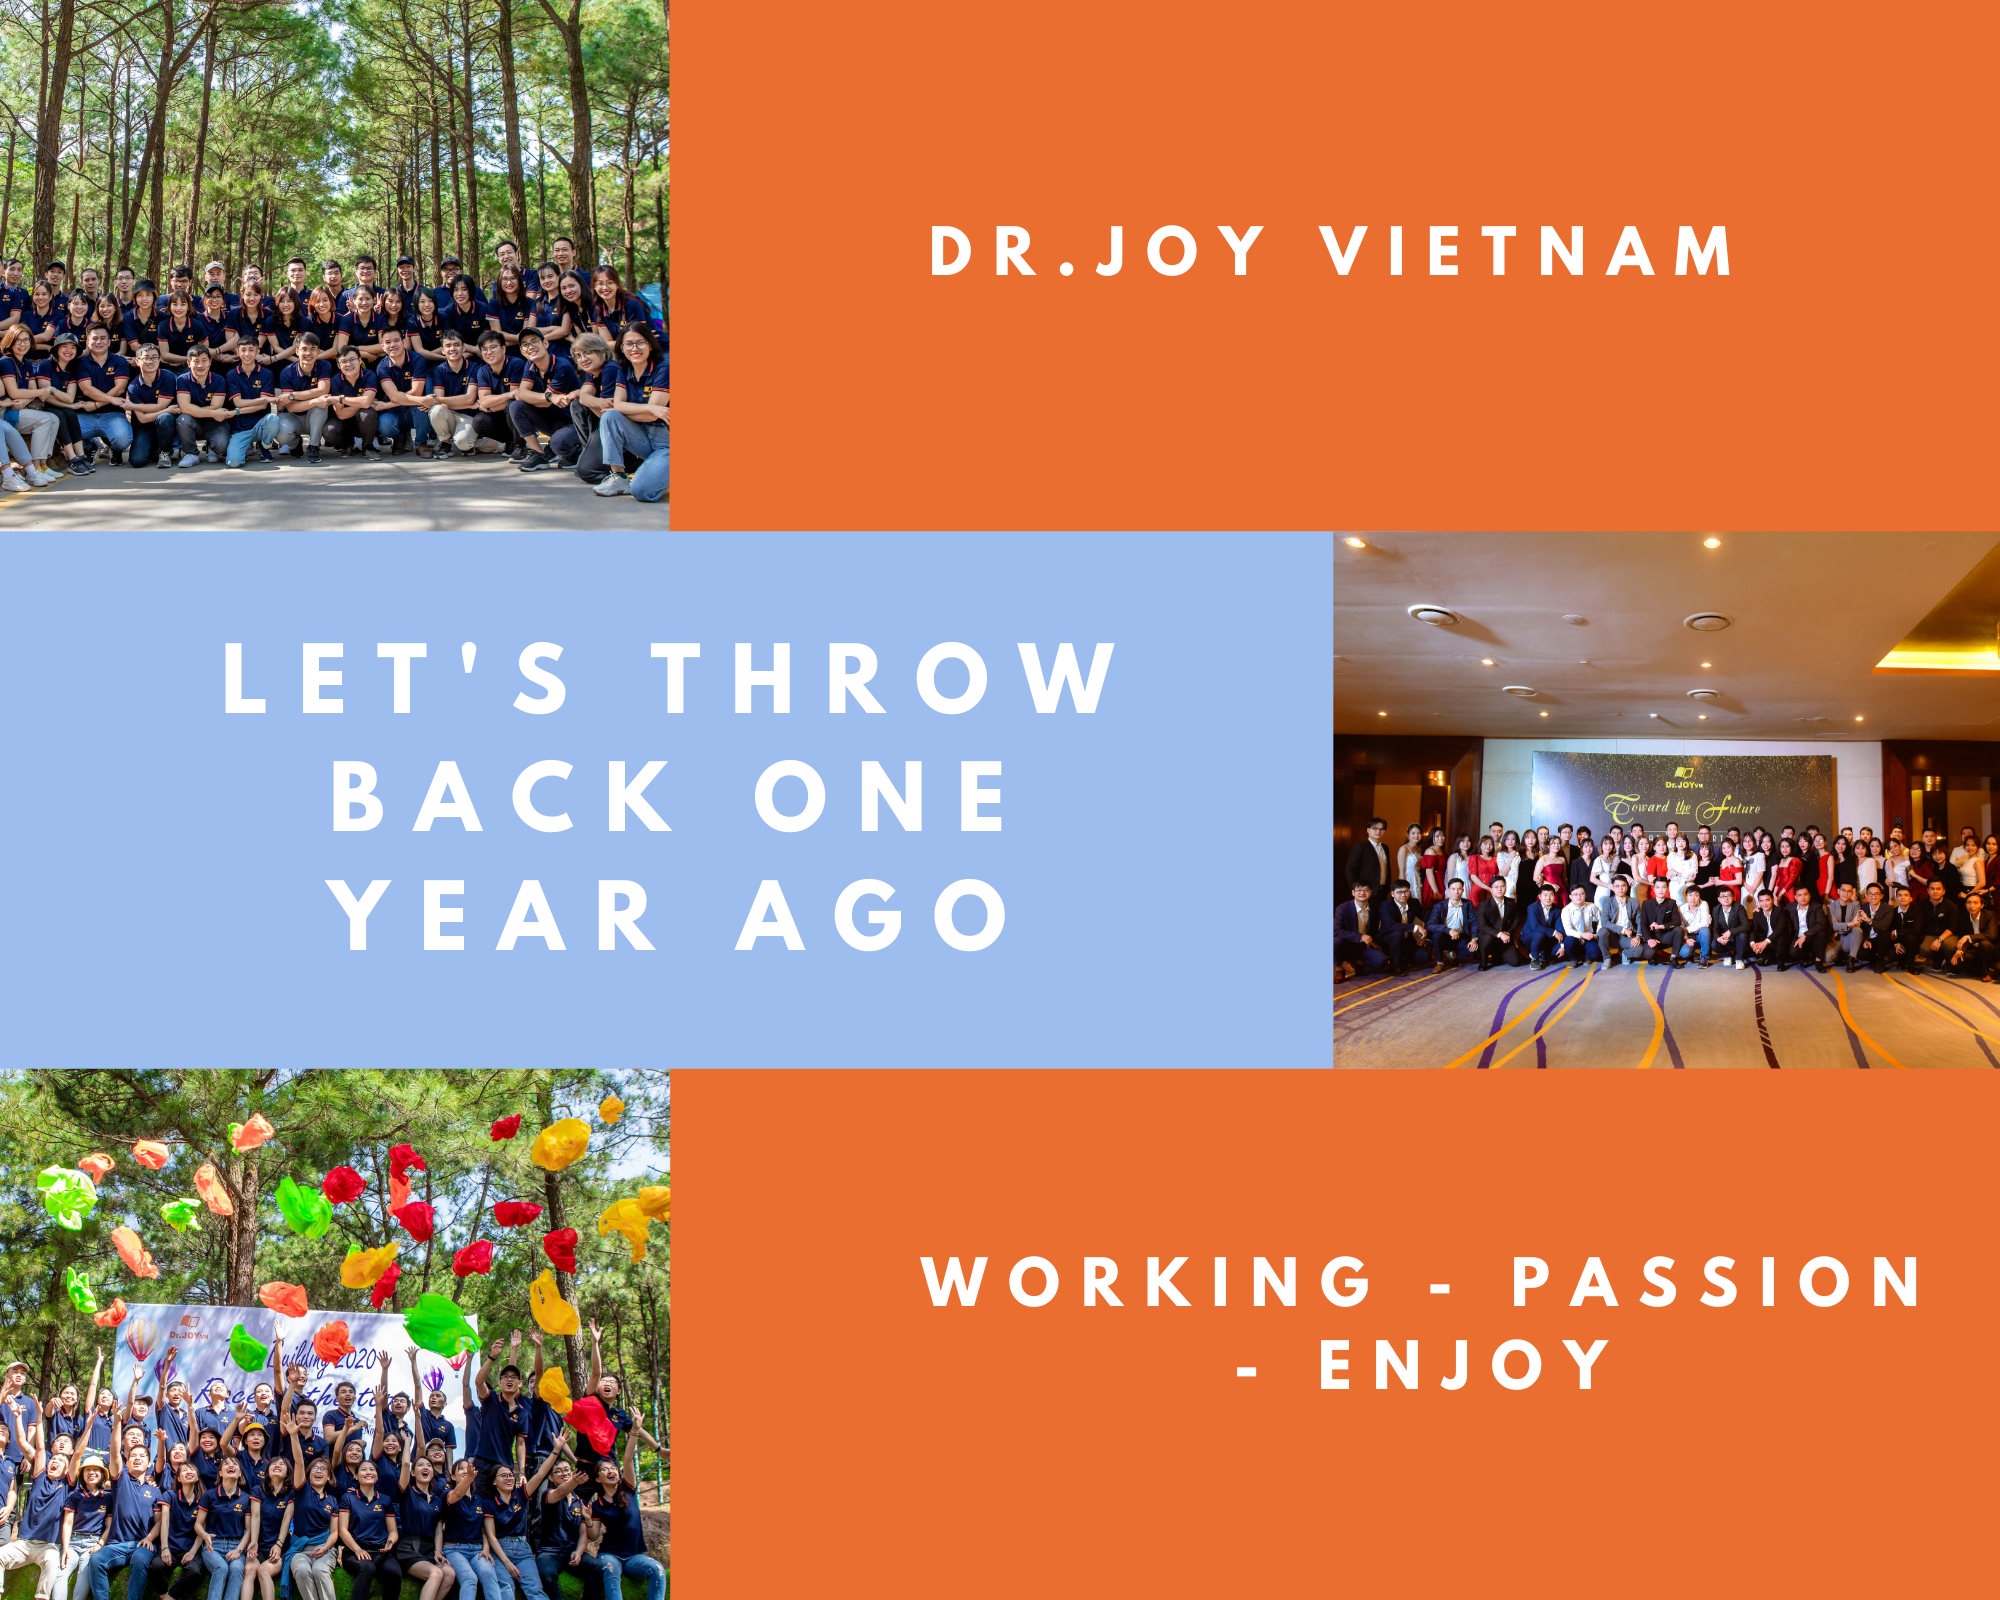 DR.JOY VIETNAM
LET'S THROW
BACK ONE
YEAR AGO
Dr.JOYVN
Toward the Future
Dr.JOYVN
Building 2020
WORKING - PASSION
- ENJOY